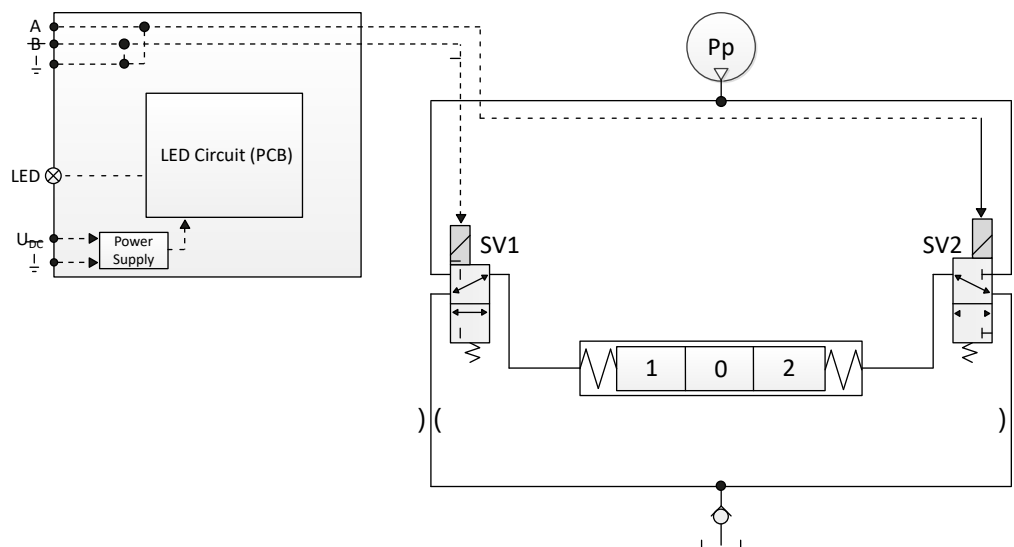 A
B
Pp
LED Circuit (PCB)
LED
U_DC
Power
Supply
SV1
SV2
1 0 2